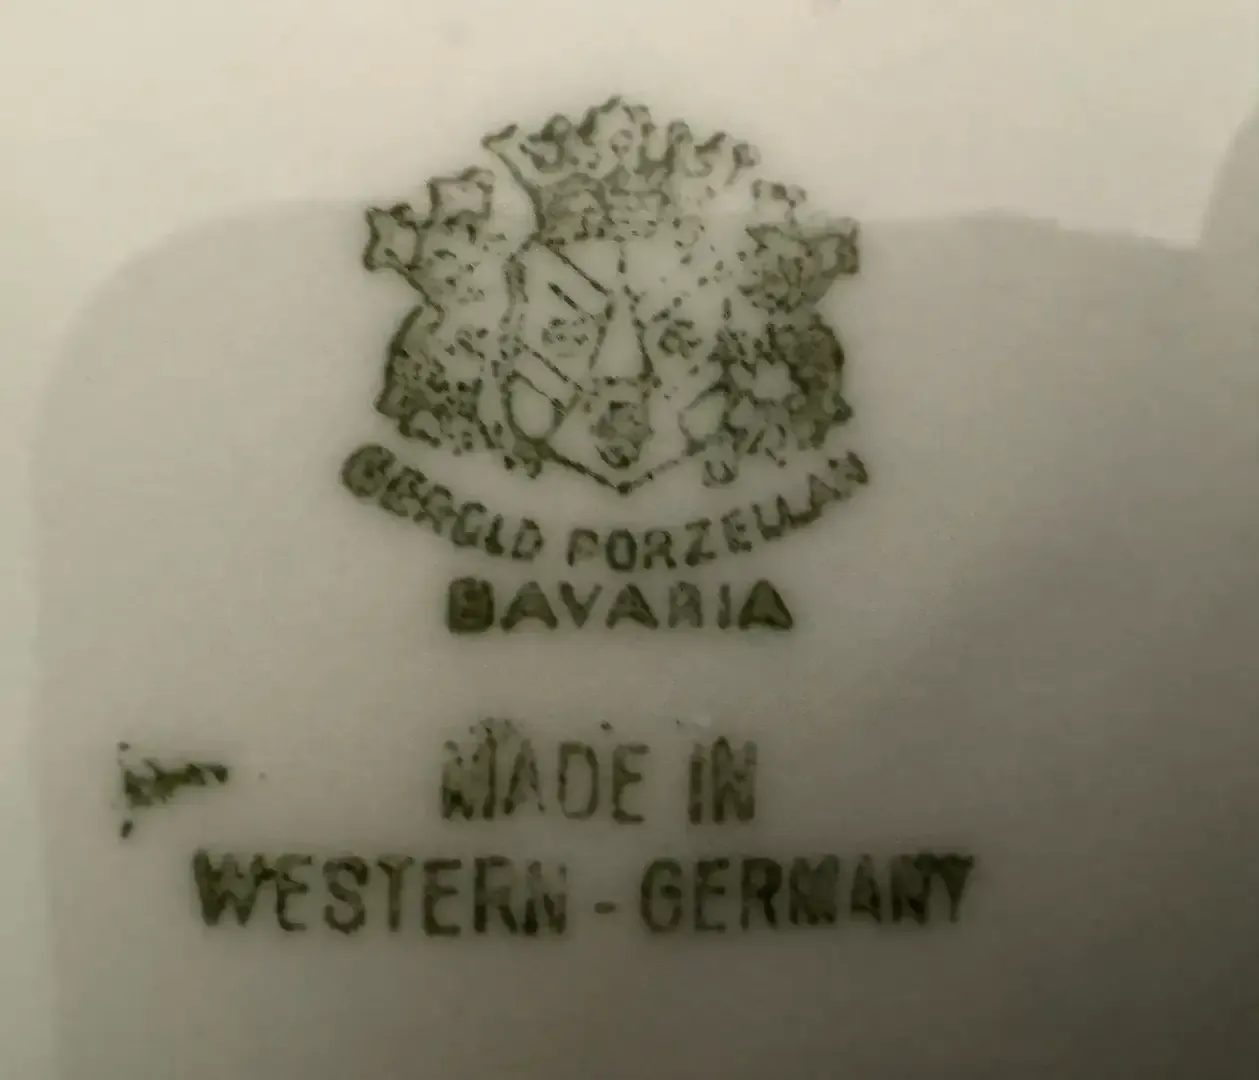 GEROLD PORZELLAN
BAVARIA
MADE IN
WESTERN - GERMANY